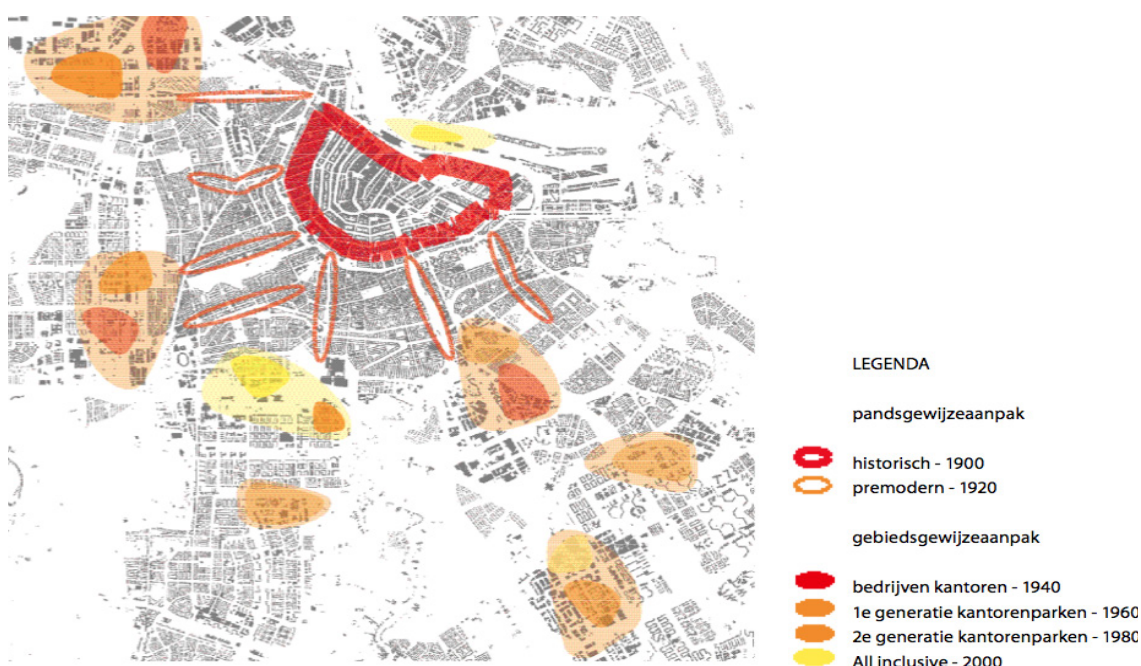 LEGENDA
pandsgewijzeaanpak
historisch - 1900
premodern - 1920
gebiedsgewijzeaanpak
bedrijven kantoren - 1940
1e generatie kantorenparken - 1960
2e generatie kantorenparken - 1980
All inclusive - 2000